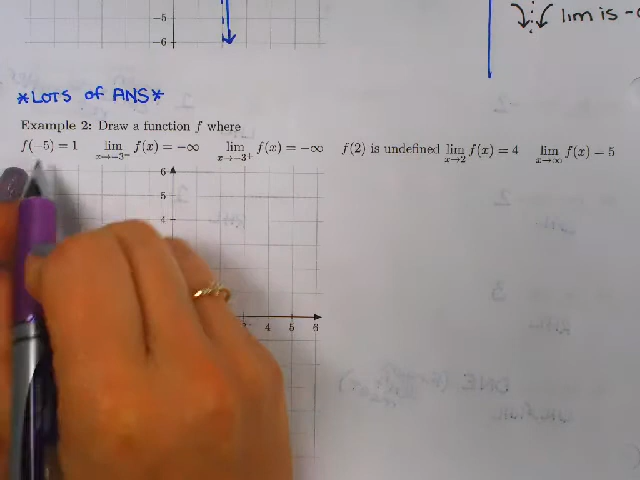 -5
-6
lim is -
*LOTS of ANS*
Example 2: Draw a function f where
f(-5) = 1 lim x→-3⁻ f(x) = -∞ lim x→-3⁺ f(x) = -∞ f(2) is undefined lim x→2 f(x) = 4 lim x→∞ f(x) = 5
6
5
4
3 4 5 6